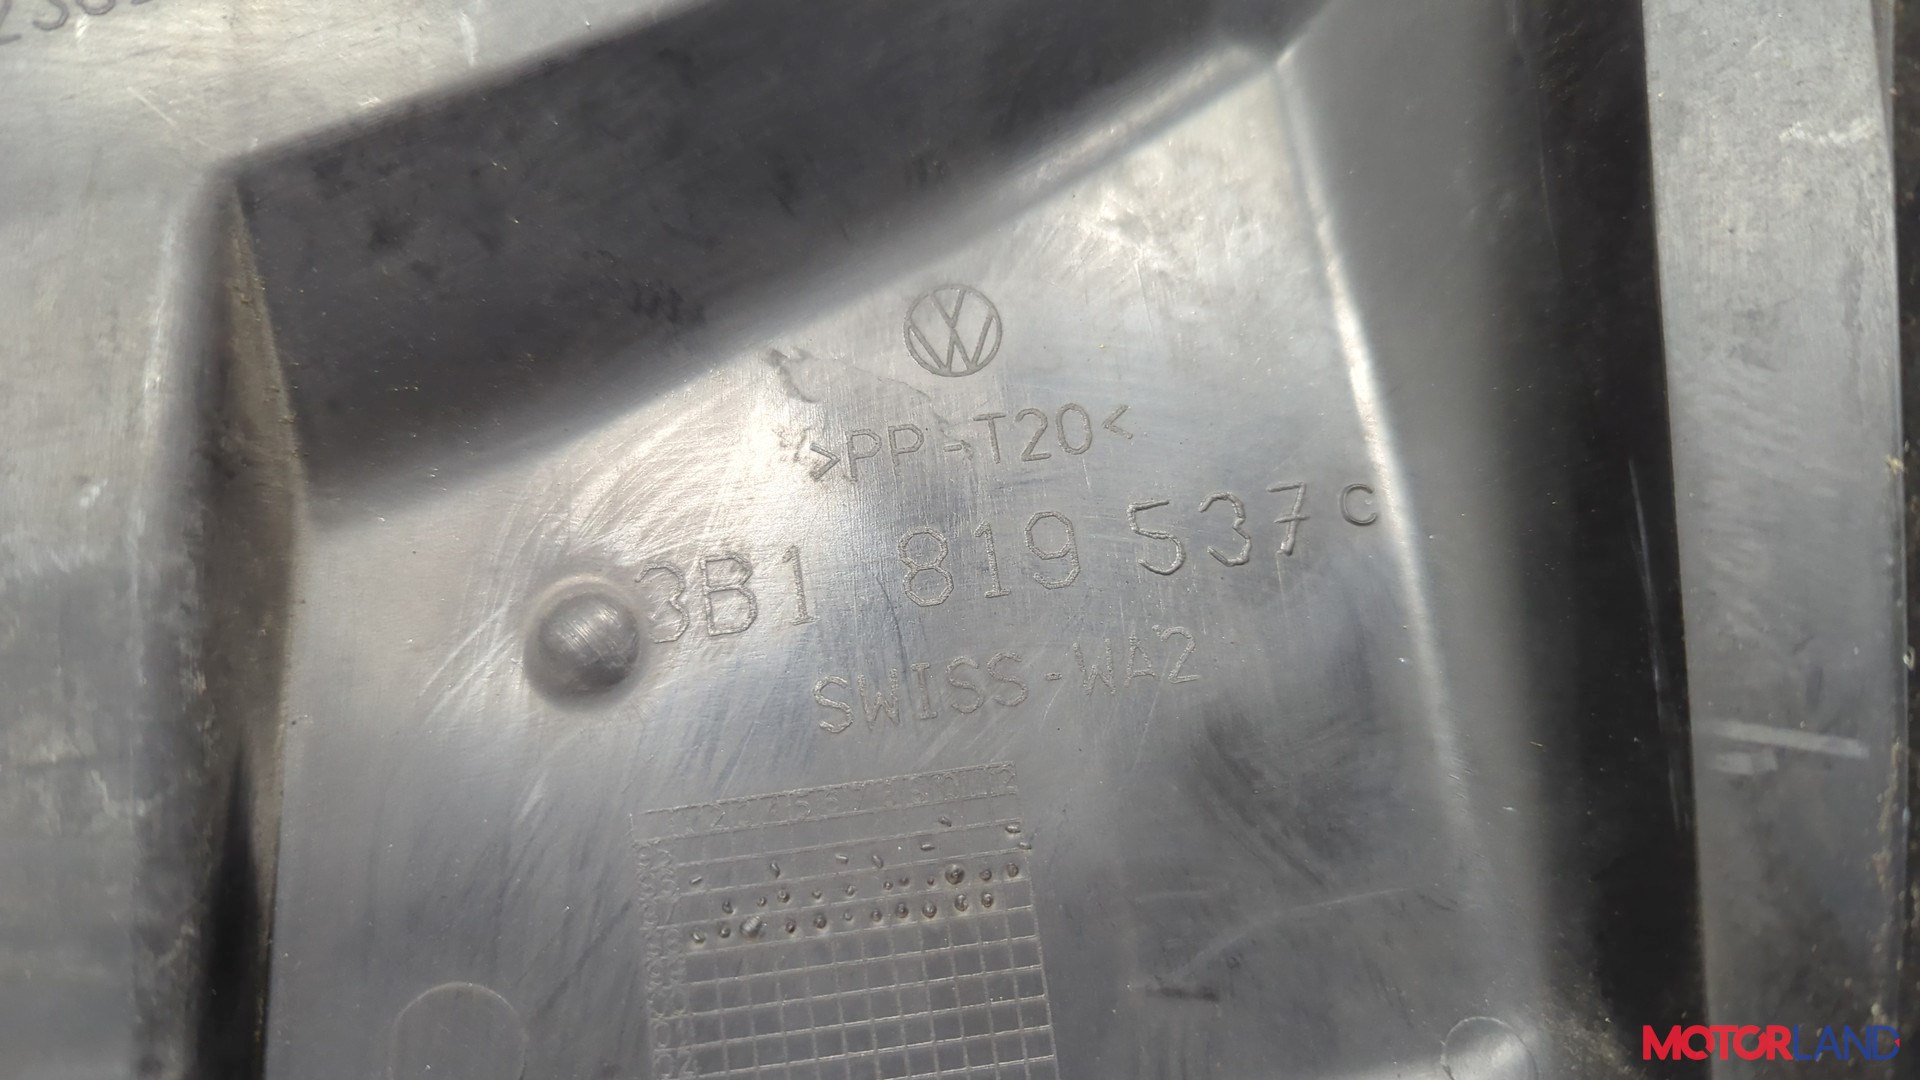 >PP-T20<
3B1 819 537 C
SWISS-WA2
MOTORLAND